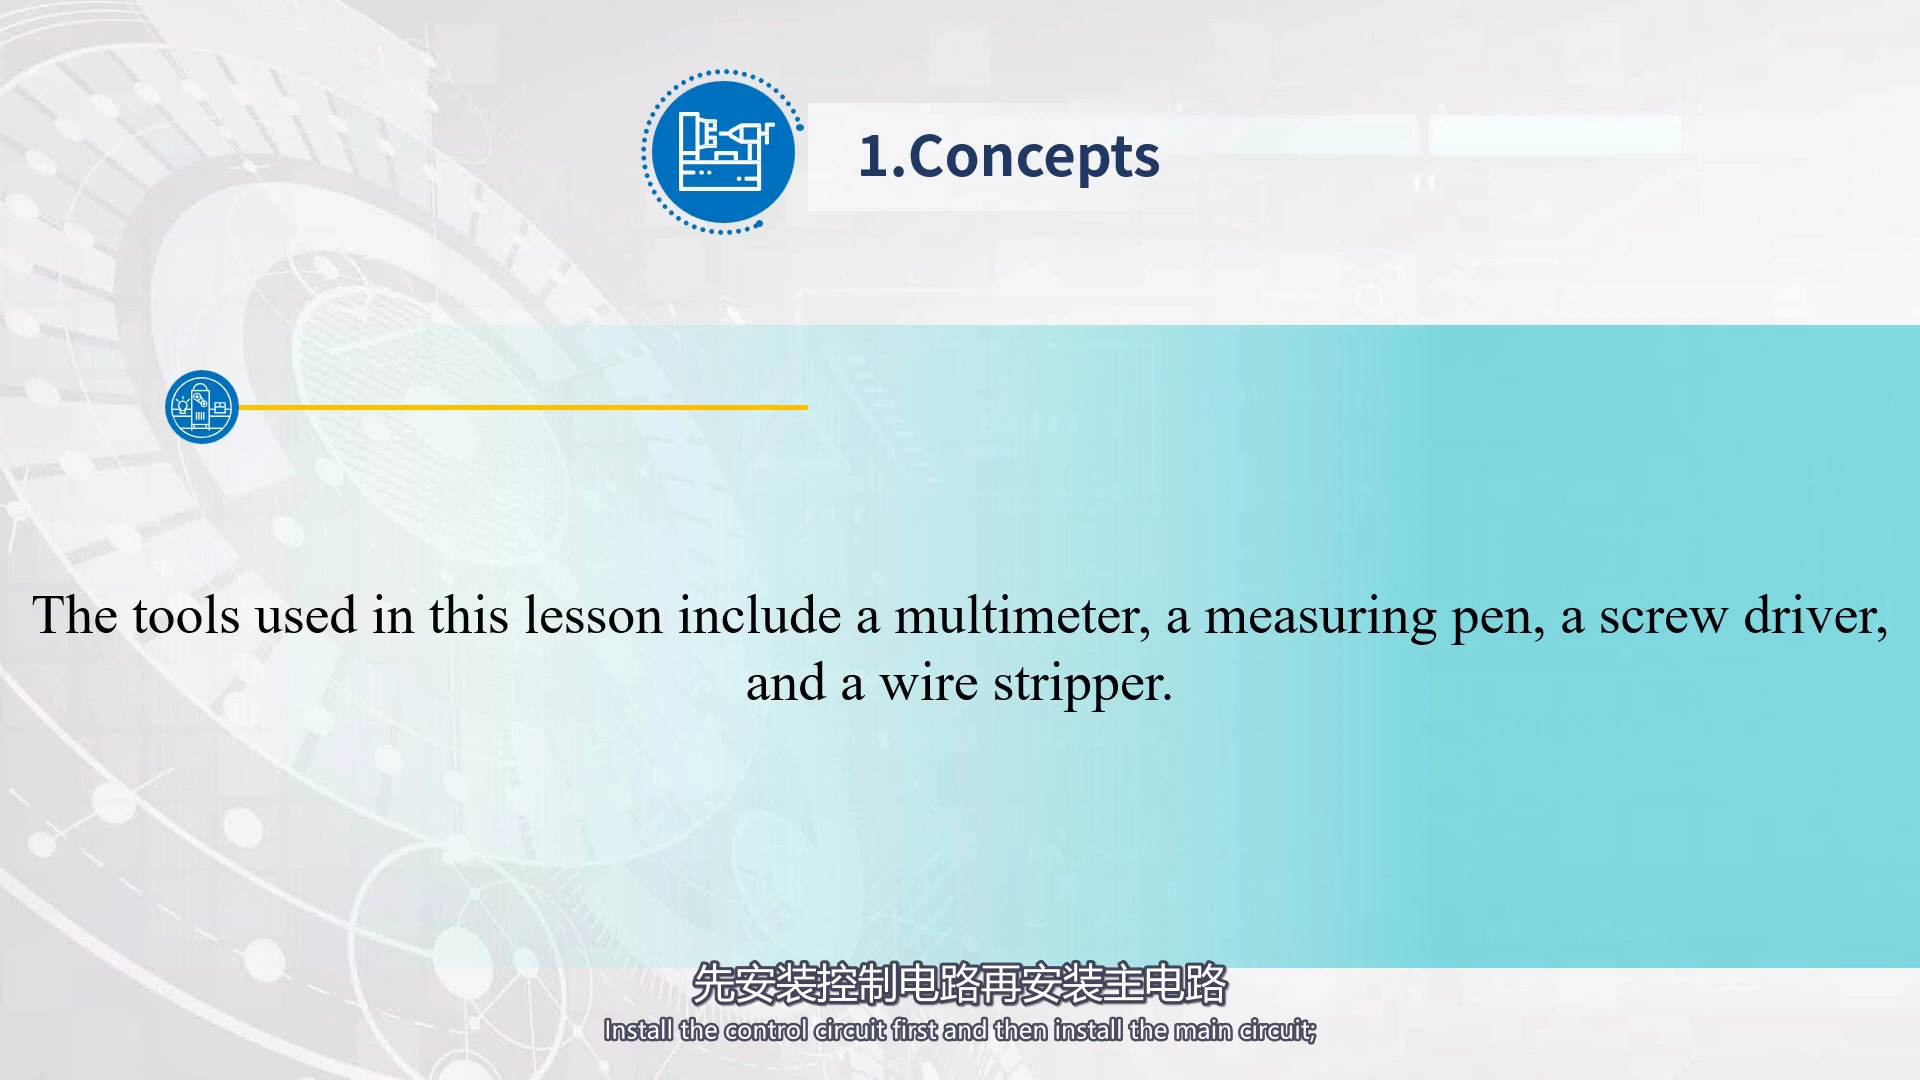 1.Concepts
The tools used in this lesson include a multimeter, a measuring pen, a screw driver,
and a wire stripper.
先安装控制电路再安装主电路
Install the control circuit first and then install the main circuit;